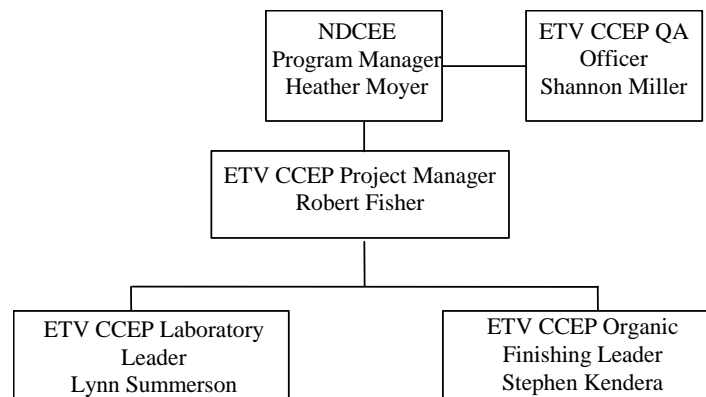 NDCEE
Program Manager
Heather Moyer
ETV CCEP QA
Officer
Shannon Miller
ETV CCEP Project Manager
Robert Fisher
ETV CCEP Laboratory
Leader
Lynn Summerson
ETV CCEP Organic
Finishing Leader
Stephen Kendera